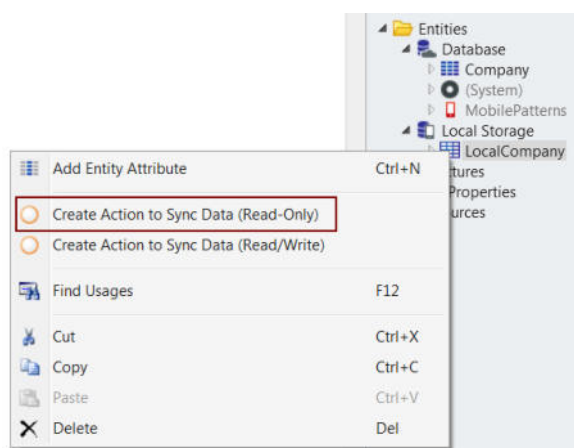 Entities
Database
Company
(System)
MobilePatterns
Local Storage
LocalCompany
tures
Properties
urces
Add Entity Attribute Ctrl+N
Create Action to Sync Data (Read-Only)
Create Action to Sync Data (Read/Write)
Find Usages F12
Cut Ctrl+X
Copy Ctrl+C
Paste Ctrl+V
Delete Del